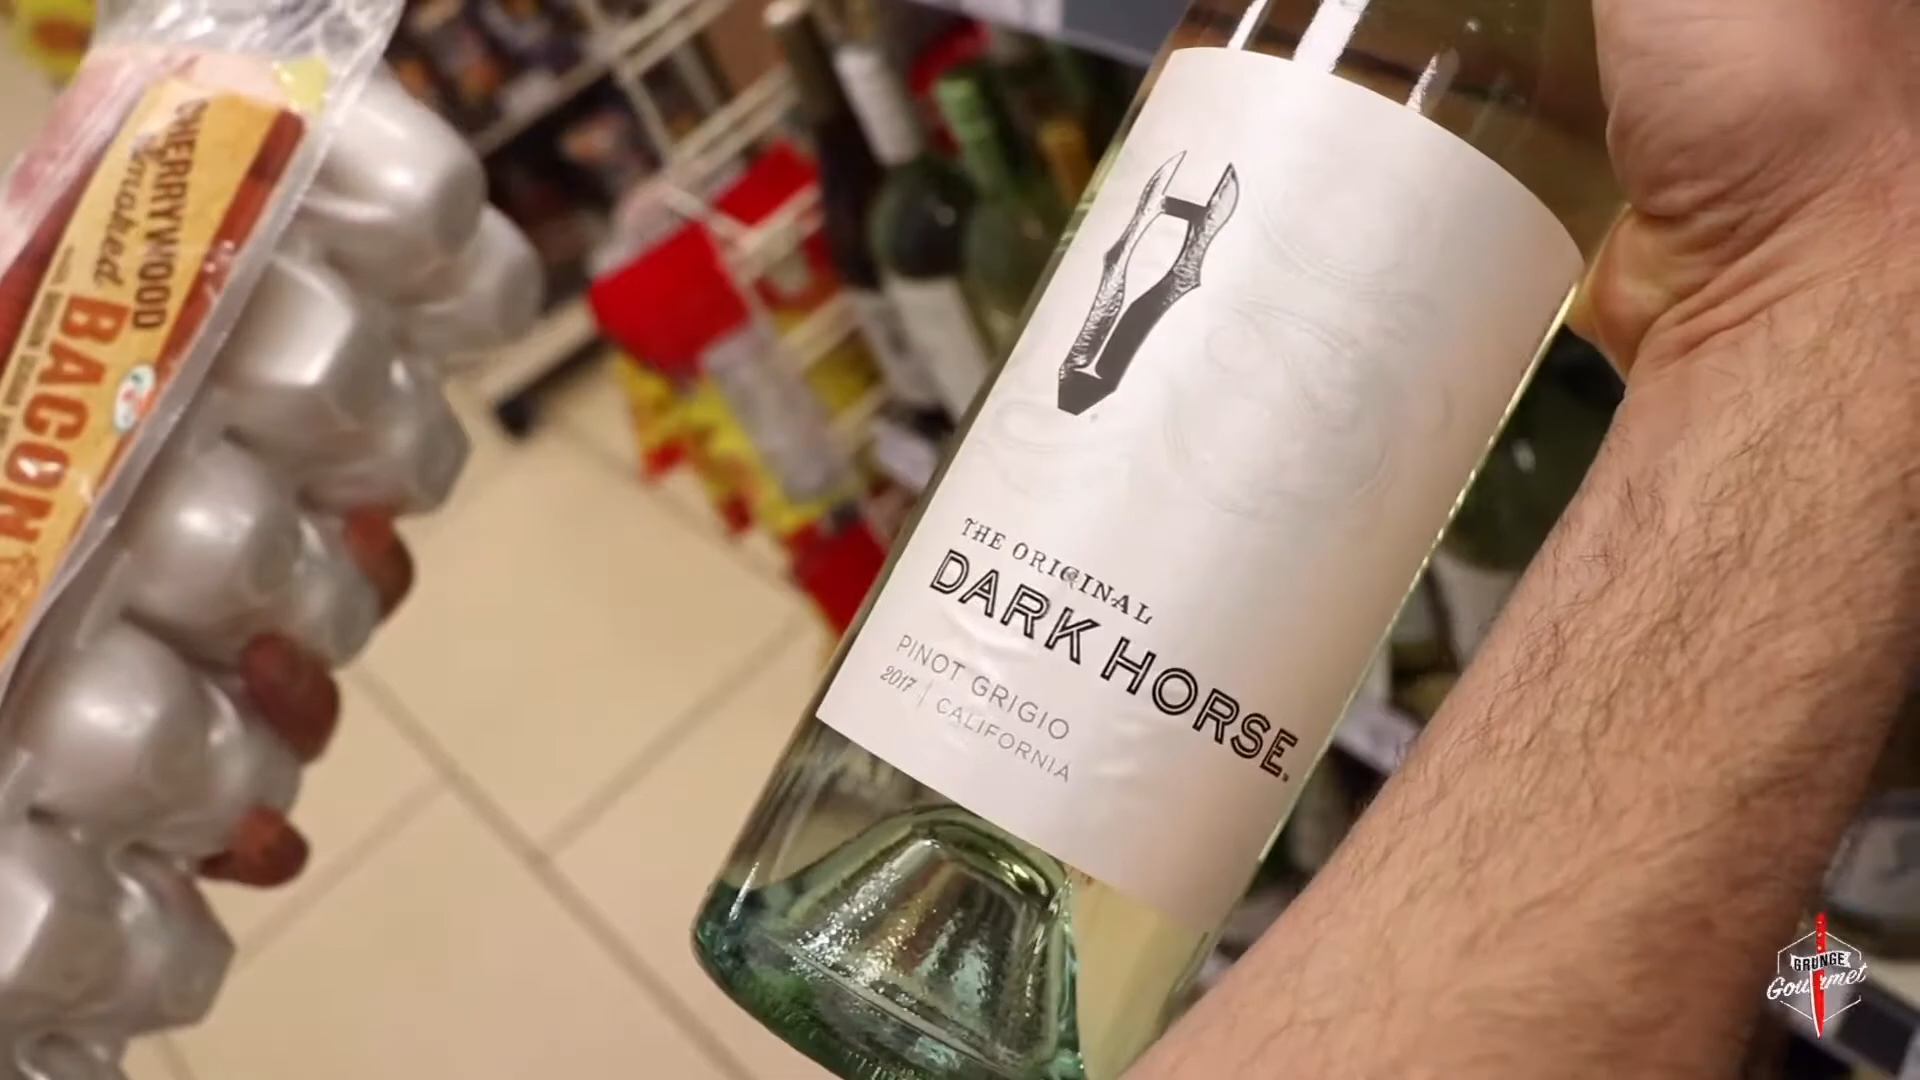 CHERRYWOOD
Smoked
BACON
THE ORIGINAL
DARK HORSE.
PINOT GRIGIO
2017 | CALIFORNIA
GRUNGE
Gourmet